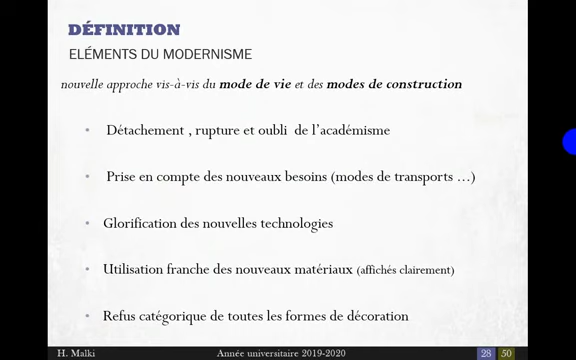 DÉFINITION
ELÉMENTS DU MODERNISME
nouvelle approche vis-à-vis du mode de vie et des modes de construction
• Détachement , rupture et oubli de l'académisme
• Prise en compte des nouveaux besoins (modes de transports ...)
• Glorification des nouvelles technologies
• Utilisation franche des nouveaux matériaux (affichés clairement)
• Refus catégorique de toutes les formes de décoration
H. Malki Année universitaire 2019-2020 28 50